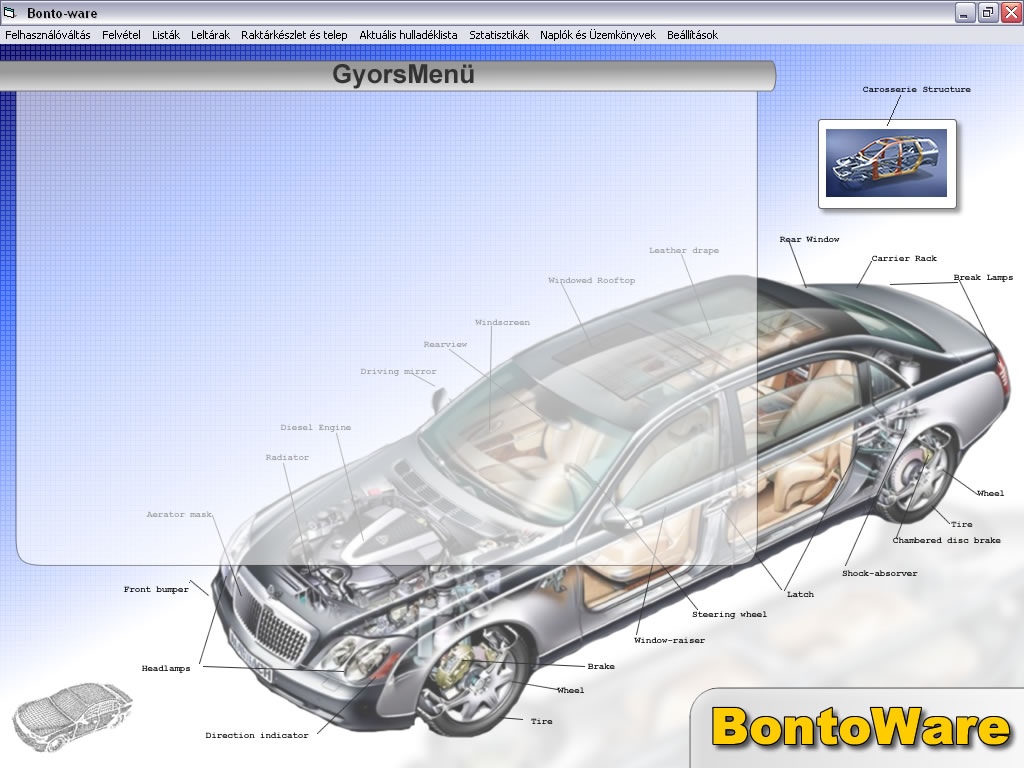 Bonto-ware
Felhasználóváltás Felvétel Listák Leltárak Raktárkészlet és telep Aktuális hulladéklista Sztatisztikák Naplók és Üzemkönyvek Beállítások
GyorsMenü
Carosserie Structure
Rear Window
Leather drape
Carrier Rack
Break Lamps
Windowed Rooftop
Windscreen
Rearview
Driving mirror
Diesel Engine
Radiator
Wheel
Aerator mask
Tire
Chambered disc brake
Shock-absorver
Front bumper
Latch
Steering wheel
Window-raiser
Headlamps
Brake
Wheel
Tire
Direction indicator
BontoWare